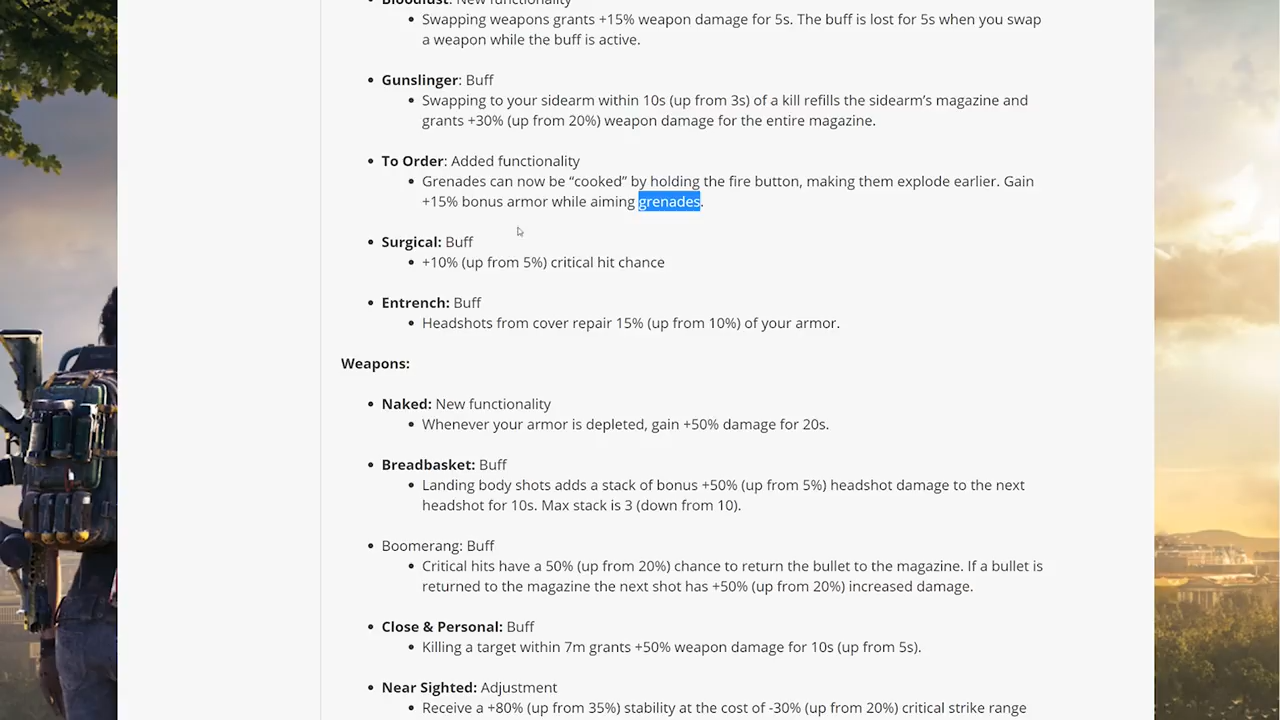 Bloodlust: New functionality
Swapping weapons grants +15% weapon damage for 5s. The buff is lost for 5s when you swap
a weapon while the buff is active.
Gunslinger: Buff
Swapping to your sidearm within 10s (up from 3s) of a kill refills the sidearm’s magazine and
grants +30% (up from 20%) weapon damage for the entire magazine.
To Order: Added functionality
Grenades can now be “cooked” by holding the fire button, making them explode earlier. Gain
+15% bonus armor while aiming grenades.
Surgical: Buff
+10% (up from 5%) critical hit chance
Entrench: Buff
Headshots from cover repair 15% (up from 10%) of your armor.
Weapons:
Naked: New functionality
Whenever your armor is depleted, gain +50% damage for 20s.
Breadbasket: Buff
Landing body shots adds a stack of bonus +50% (up from 5%) headshot damage to the next
headshot for 10s. Max stack is 3 (down from 10).
Boomerang: Buff
Critical hits have a 50% (up from 20%) chance to return the bullet to the magazine. If a bullet is
returned to the magazine the next shot has +50% (up from 20%) increased damage.
Close & Personal: Buff
Killing a target within 7m grants +50% weapon damage for 10s (up from 5s).
Near Sighted: Adjustment
Receive a +80% (up from 35%) stability at the cost of -30% (up from 20%) critical strike range